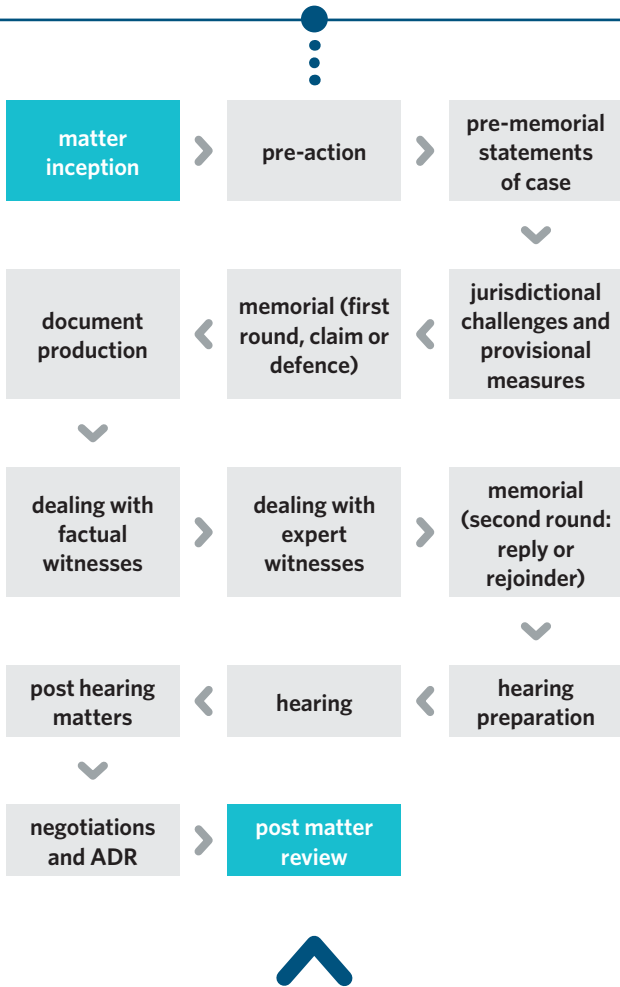 matter
inception
pre-action
pre-memorial
statements
of case
jurisdictional
challenges and
provisional
measures
memorial (first
round, claim or
defence)
document
production
dealing with
factual
witnesses
dealing with
expert
witnesses
memorial
(second round:
reply or
rejoinder)
hearing
preparation
hearing
post hearing
matters
negotiations
and ADR
post matter
review